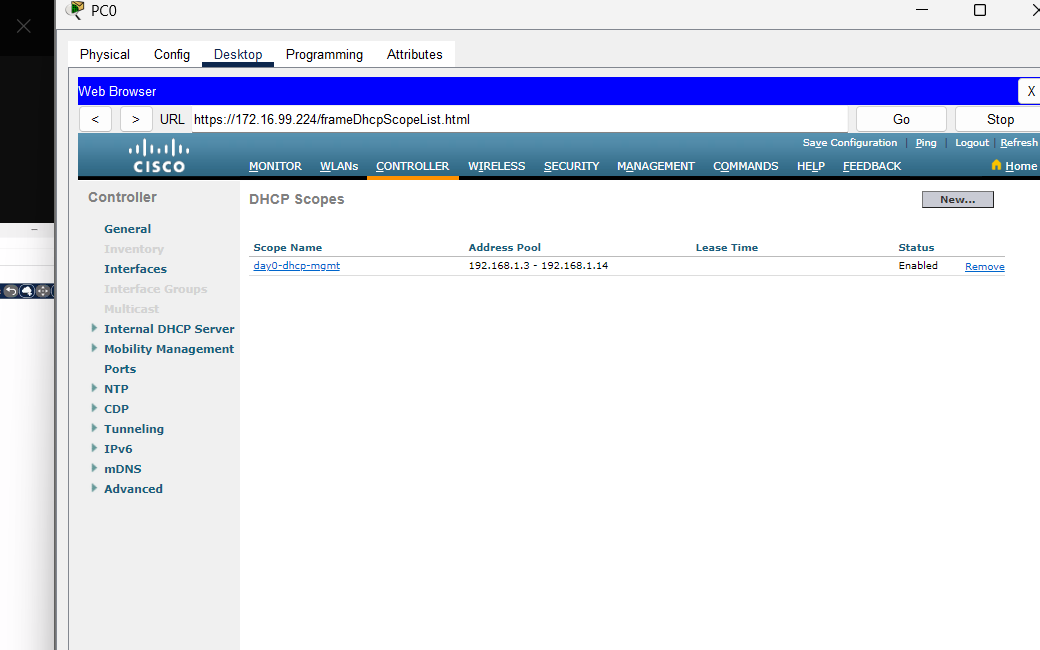 PC0
Physical Config Desktop Programming Attributes
Web Browser X
< > URL https://172.16.99.224/frameDhcpScopeList.html Go Stop
Save Configuration | Ping | Logout | Refresh
CISCO MONITOR WLANs CONTROLLER WIRELESS SECURITY MANAGEMENT COMMANDS HELP FEEDBACK Home
Controller
General
Inventory
Interfaces
Interface Groups
Multicast
Internal DHCP Server
Mobility Management
Ports
NTP
CDP
Tunneling
IPv6
mDNS
Advanced
DHCP Scopes New...
Scope Name Address Pool Lease Time Status
day0-dhcp-mgmt 192.168.1.3 - 192.168.1.14 Enabled Remove